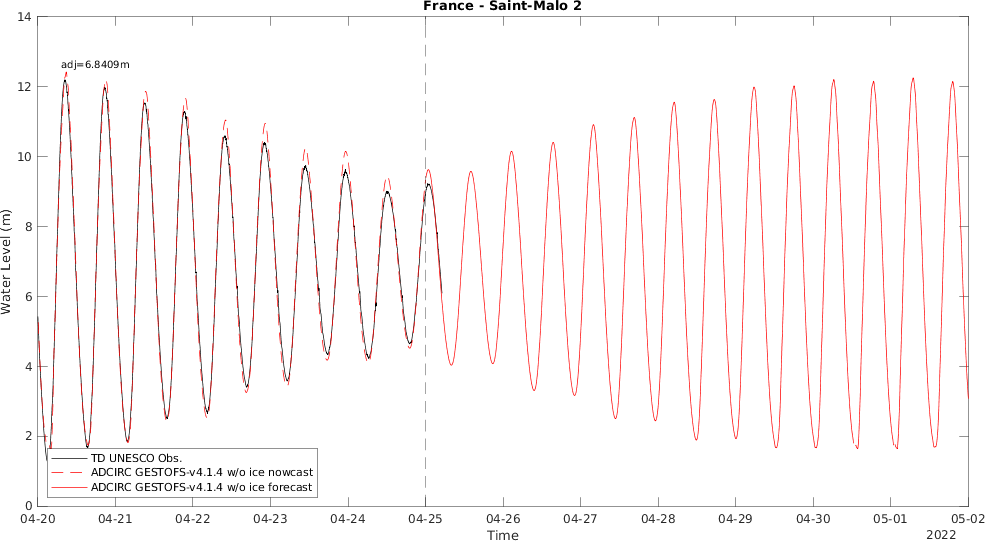 France - Saint-Malo 2
adj=6.8409m
14
12
10
8
6
4
2
0
Water Level (m)
TD UNESCO Obs.
ADCIRC GESTOFS-v4.1.4 w/o ice nowcast
ADCIRC GESTOFS-v4.1.4 w/o ice forecast
04-20 04-21 04-22 04-23 04-24 04-25 04-26 04-27 04-28 04-29 04-30 05-01 05-02
Time
2022